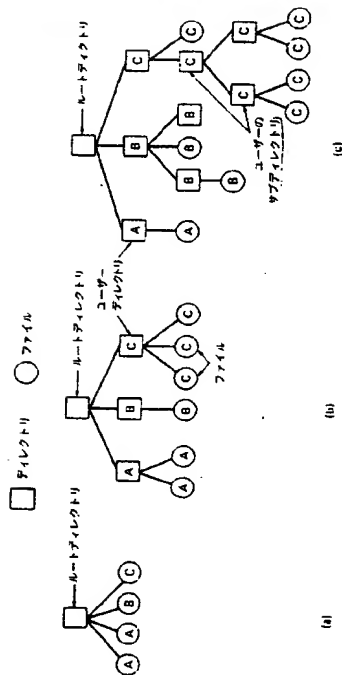 ディレクトリ
ファイル
ルートディレクトリ
A A B C
(a)
ルートディレクトリ
A B C
A A B C C C
ファイル
(b)
ユーザー
ディレクトリ
ルートディレクトリ
A B C
A B B B C C
B C C
C C C C
ユーザーの
サブディレクトリ
(c)